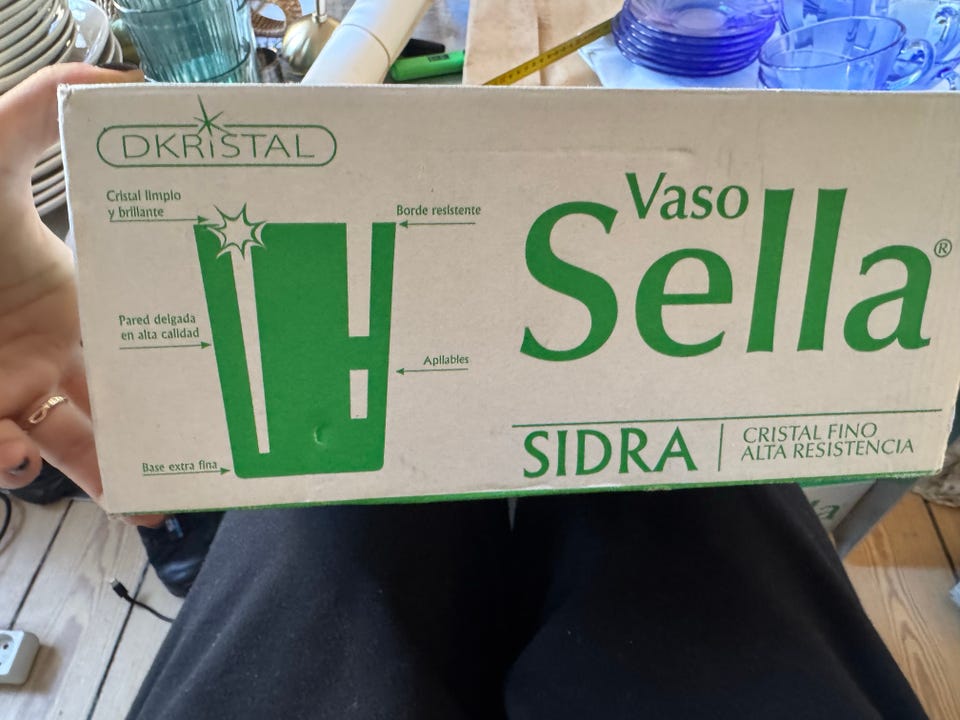 DKRISTAL
Cristal limpio
y brillante
Borde resistente
Pared delgada
en alta calidad
Apilables
Base extra fina
Vaso
Sella®
SIDRA
CRISTAL FINO
ALTA RESISTENCIA